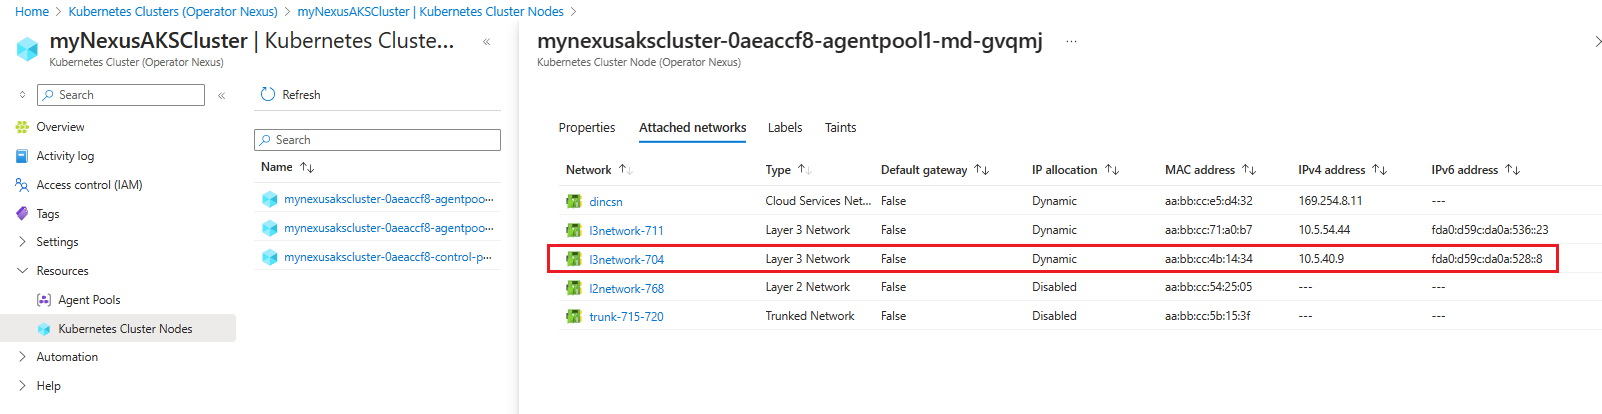 Home > Kubernetes Clusters (Operator Nexus) > myNexusAKSCluster | Kubernetes Cluster Nodes >
myNexusAKSCluster | Kubernetes Cluste...
Kubernetes Cluster (Operator Nexus)
Search
Overview
Activity log
Access control (IAM)
Tags
Settings
Resources
Agent Pools
Kubernetes Cluster Nodes
Automation
Help
Refresh
Search
Name
mynexusakscluster-0aeaccf8-agentpoo...
mynexusakscluster-0aeaccf8-agentpoo...
mynexusakscluster-0aeaccf8-control-p...
mynexusakscluster-0aeaccf8-agentpool1-md-gvqmj ...
Kubernetes Cluster Node (Operator Nexus)
Properties Attached networks Labels Taints
Network Type Default gateway IP allocation MAC address IPv4 address IPv6 address
dincsn Cloud Services Net... False Dynamic aa:bb:cc:e5:d4:32 169.254.8.11 ---
l3network-711 Layer 3 Network False Dynamic aa:bb:cc:71:a0:b7 10.5.54.44 fda0:d59c:da0a:536::23
l3network-704 Layer 3 Network False Dynamic aa:bb:cc:4b:14:34 10.5.40.9 fda0:d59c:da0a:528::8
l2network-768 Layer 2 Network False Disabled aa:bb:cc:54:25:05 --- ---
trunk-715-720 Trunked Network False Disabled aa:bb:cc:5b:15:3f --- ---